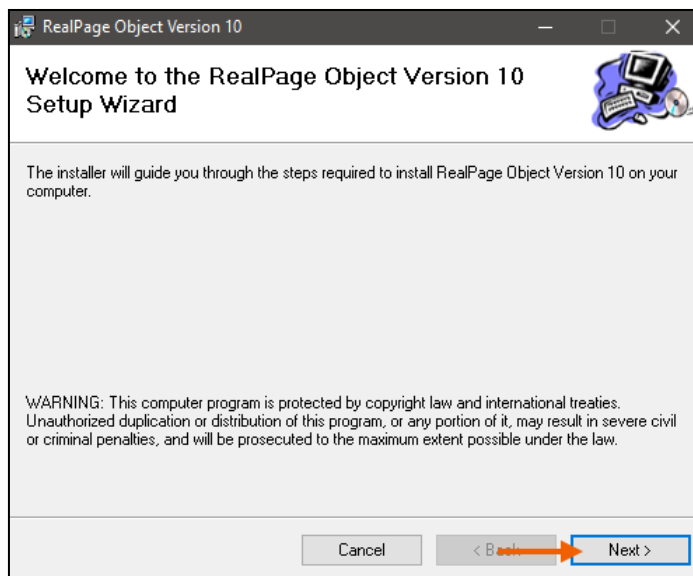 RealPage Object Version 10
Welcome to the RealPage Object Version 10
Setup Wizard
The installer will guide you through the steps required to install RealPage Object Version 10 on your
computer.
WARNING: This computer program is protected by copyright law and international treaties.
Unauthorized duplication or distribution of this program, or any portion of it, may result in severe civil
or criminal penalties, and will be prosecuted to the maximum extent possible under the law.
Cancel
< Back
Next >